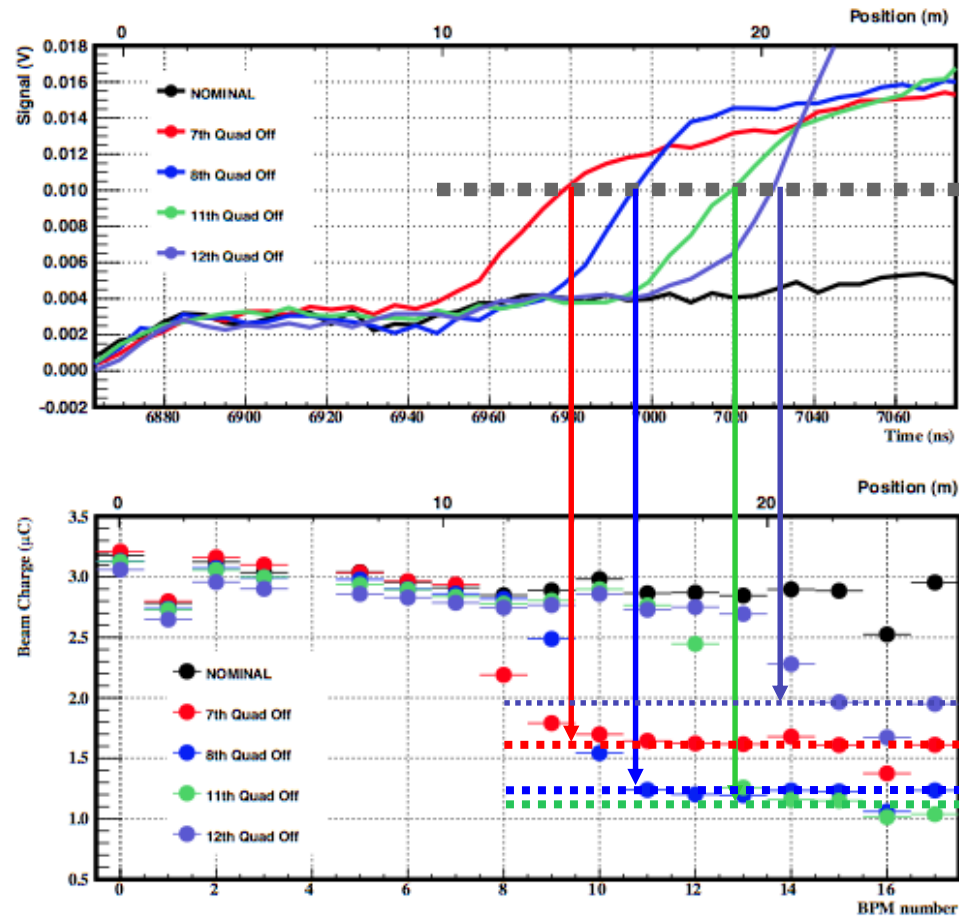 0 10 20 Position (m)
Signal (V)
0.018
0.016
0.014
0.012
0.010
0.008
0.006
0.004
0.002
0.000
-0.002
NOMINAL
7th Quad Off
8th Quad Off
11th Quad Off
12th Quad Off
6880 6900 6920 6940 6960 6980 7000 7020 7040 7060
Time (ns)
0 10 20 Position (m)
Beam Charge (μC)
3.5
3.0
2.5
2.0
1.5
1.0
0.5
NOMINAL
7th Quad Off
8th Quad Off
11th Quad Off
12th Quad Off
0 2 4 6 8 10 12 14 16
BPM number